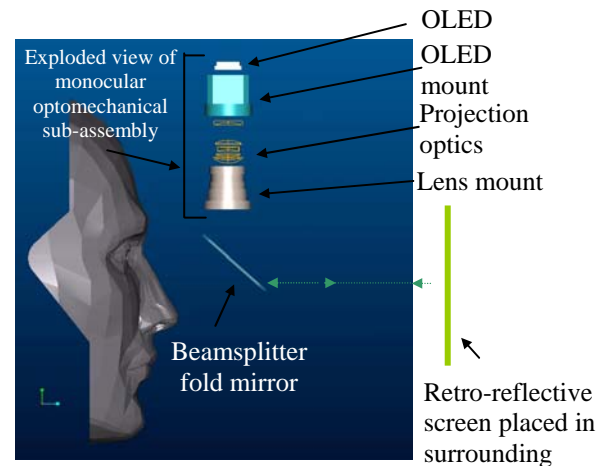 OLED
Exploded view of
monocular
optomechanical
sub-assembly
OLED
mount
Projection
optics
Lens mount
Beamsplitter
fold mirror
Retro-reflective
screen placed in
surrounding